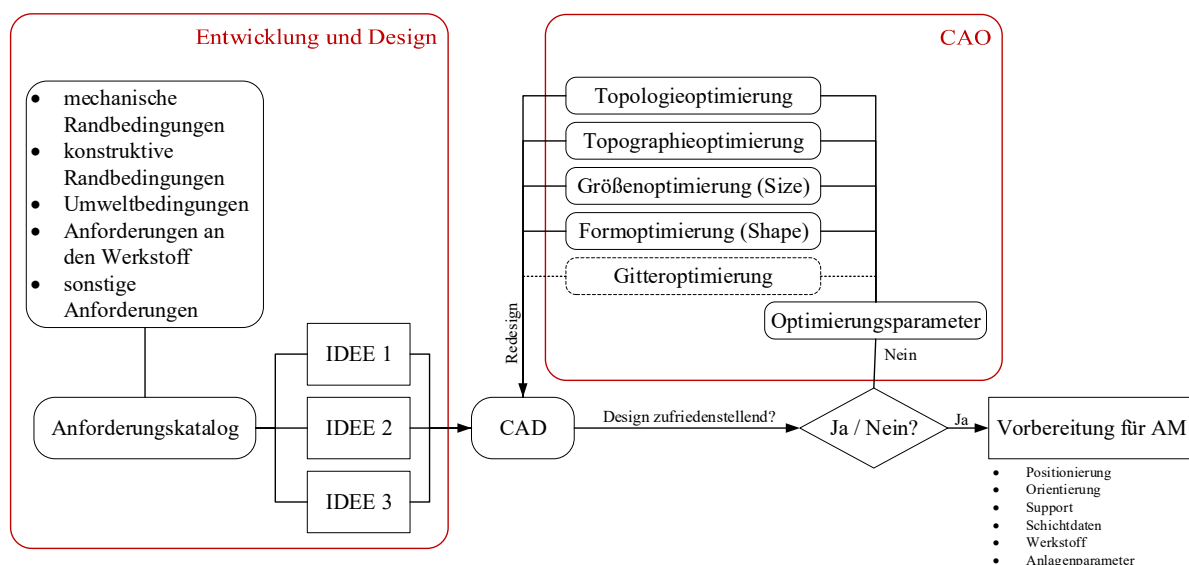 Entwicklung und Design
• mechanische
Randbedingungen
• konstruktive
Randbedingungen
• Umweltbedingungen
• Anforderungen an
den Werkstoff
• sonstige
Anforderungen
Anforderungskatalog
IDEE 1
IDEE 2
IDEE 3
CAD
Redesign
CAO
Topologieoptimierung
Topographieoptimierung
Größenoptimierung (Size)
Formoptimierung (Shape)
Gitteroptimierung
Optimierungsparameter
Nein
Design zufriedenstellend?
Ja / Nein?
Ja
Vorbereitung für AM
• Positionierung
• Orientierung
• Support
• Schichtdaten
• Werkstoff
• Anlagenparameter